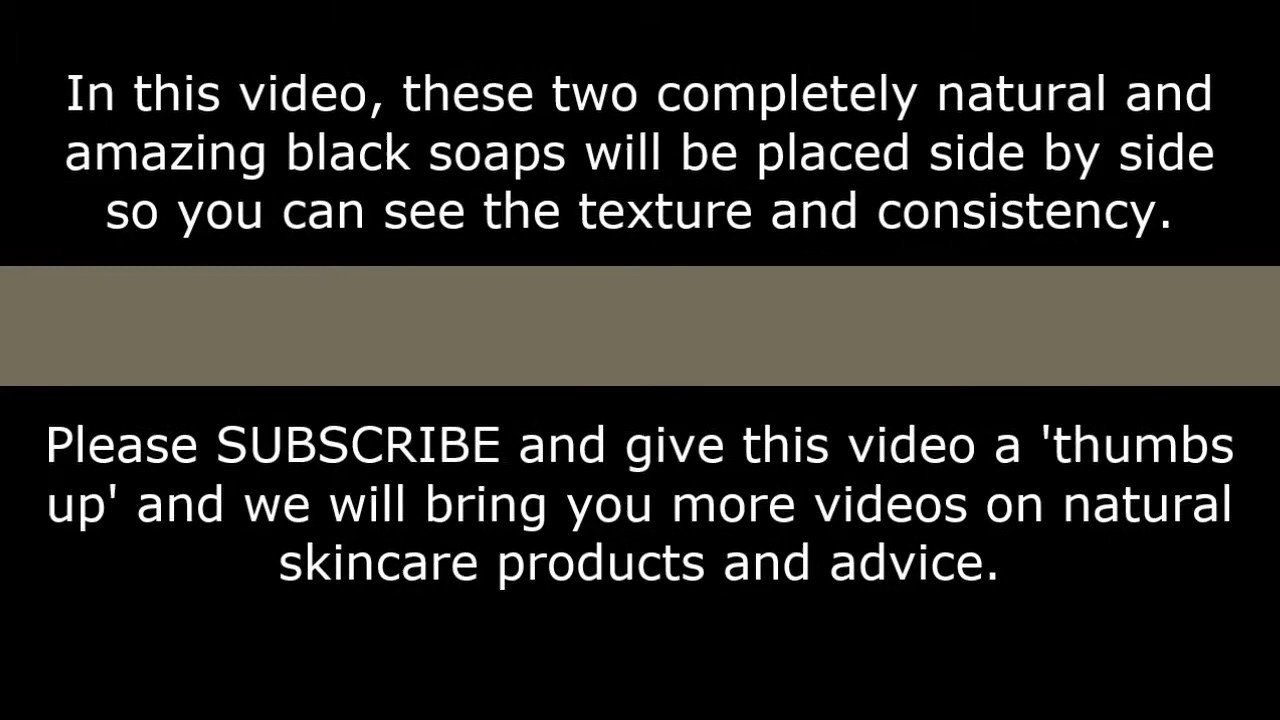 In this video, these two completely natural and
amazing black soaps will be placed side by side
so you can see the texture and consistency.
Please SUBSCRIBE and give this video a 'thumbs
up' and we will bring you more videos on natural
skincare products and advice.